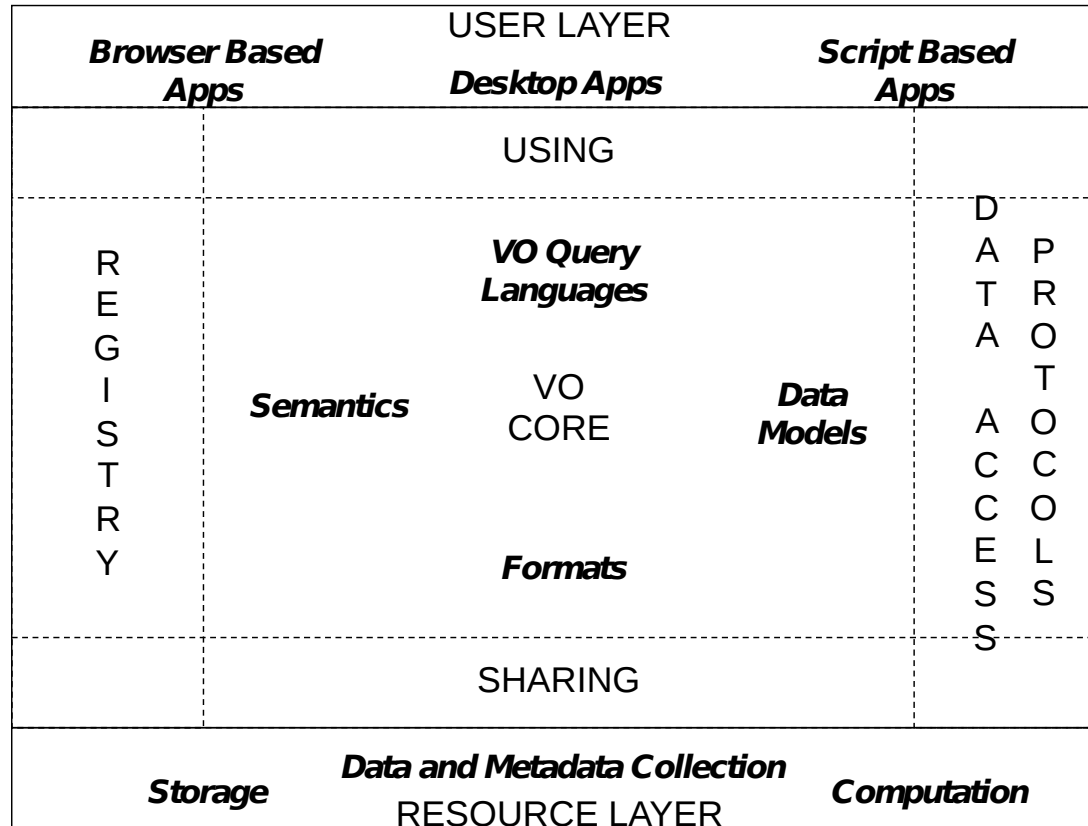 USER LAYER
Browser Based
Apps
Desktop Apps
Script Based
Apps
USING
REGISTRY
VO Query
Languages
Semantics
VO
CORE
Data
Models
Formats
DATA ACCESS
PROTOCOLS
SHARING
Data and Metadata Collection
Storage
Computation
RESOURCE LAYER